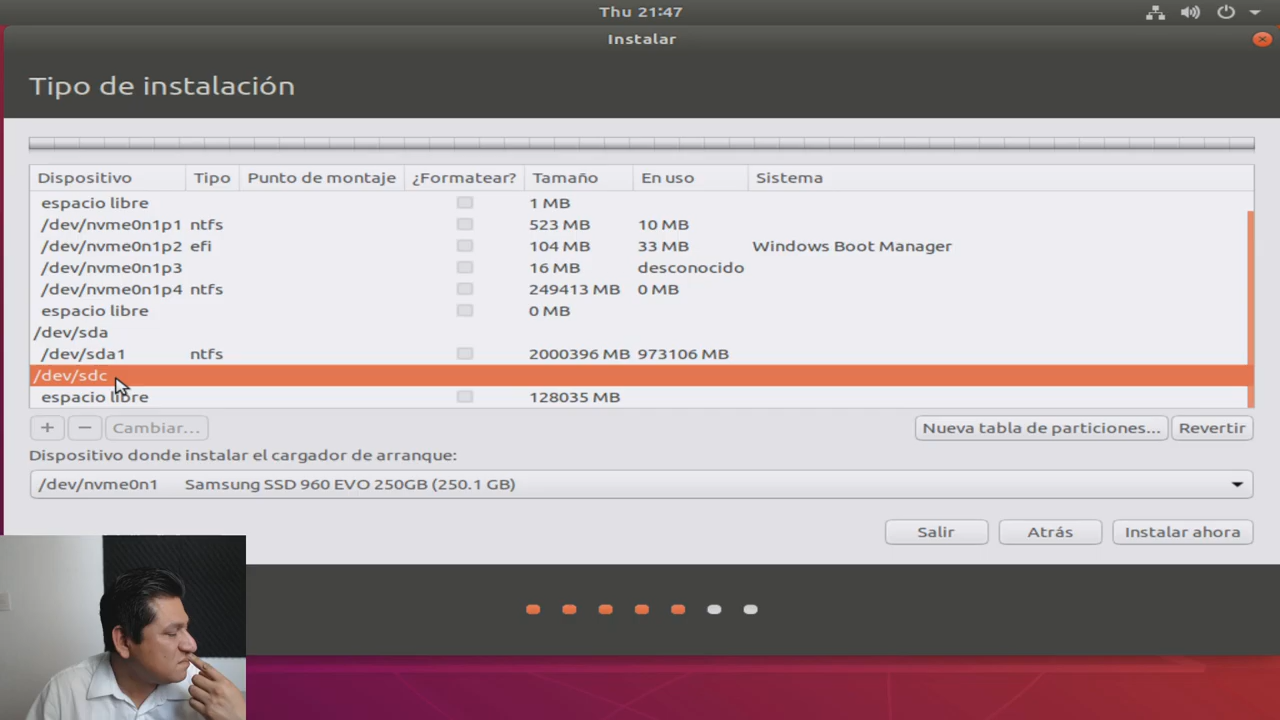 Thu 21:47
Instalar
Tipo de instalación
Dispositivo Tipo Punto de montaje ¿Formatear? Tamaño En uso Sistema
espacio libre 1 MB
/dev/nvme0n1p1 ntfs 523 MB 10 MB
/dev/nvme0n1p2 efi 104 MB 33 MB Windows Boot Manager
/dev/nvme0n1p3 16 MB desconocido
/dev/nvme0n1p4 ntfs 249413 MB 0 MB
espacio libre 0 MB
/dev/sda
/dev/sda1 ntfs 2000396 MB 973106 MB
/dev/sdc
espacio libre 128035 MB
+ − Cambiar... Nueva tabla de particiones... Revertir
Dispositivo donde instalar el cargador de arranque:
/dev/nvme0n1 Samsung SSD 960 EVO 250GB (250.1 GB)
Salir Atrás Instalar ahora